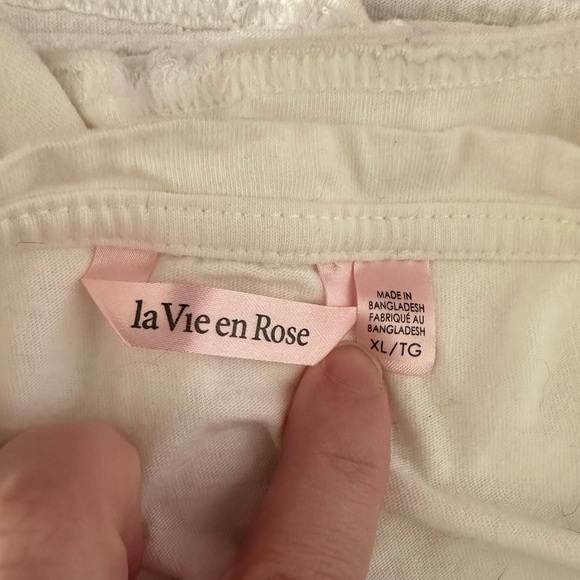 la Vie en Rose
MADE IN
BANGLADESH
FABRIQUÉ AU
BANGLADESH
XL/TG